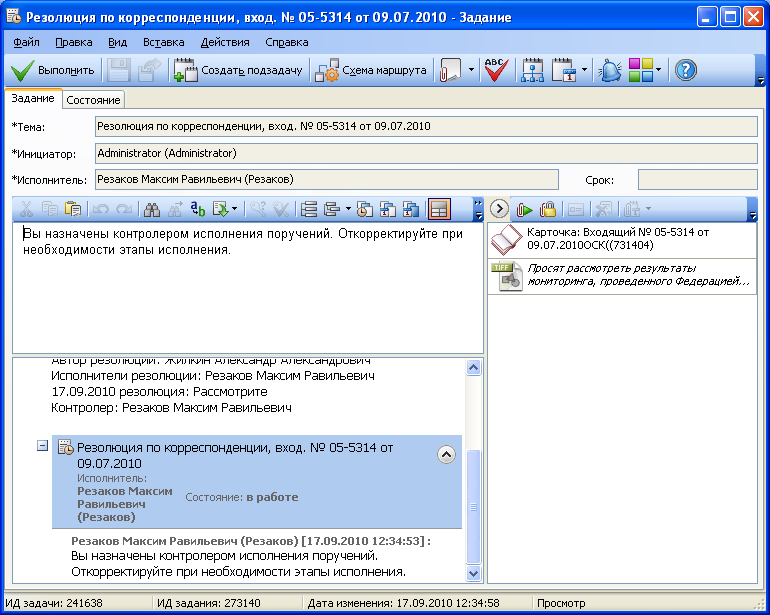 Резолюция по корреспонденции, вход. № 05-5314 от 09.07.2010 - Задание
Файл Правка Вид Вставка Действия Справка
Выполнить Создать подзадачу Схема маршрута
Задание Состояние
*Тема: Резолюция по корреспонденции, вход. № 05-5314 от 09.07.2010
*Инициатор: Administrator (Administrator)
*Исполнитель: Резаков Максим Равильевич (Резаков) Срок:
Вы назначены контролером исполнения поручений. Откорректируйте при
необходимости этапы исполнения.
Карточка: Входящий № 05-5314 от
09.07.2010ОСК((731404)
TIFF
Просят рассмотреть результаты
мониторинга, проведенного Федерацией...
Автор резолюции: Жилкин Александр Александрович
Исполнители резолюции: Резаков Максим Равильевич
17.09.2010 резолюция: Рассмотрите
Контролер: Резаков Максим Равильевич
Резолюция по корреспонденции, вход. № 05-5314 от
09.07.2010
Исполнитель:
Резаков Максим
Равильевич
(Резаков)
Состояние: в работе
Резаков Максим Равильевич (Резаков) [17.09.2010 12:34:53] :
Вы назначены контролером исполнения поручений.
Откорректируйте при необходимости этапы исполнения.
ИД задачи: 241638 ИД задания: 273140 Дата изменения: 17.09.2010 12:34:58 Просмотр